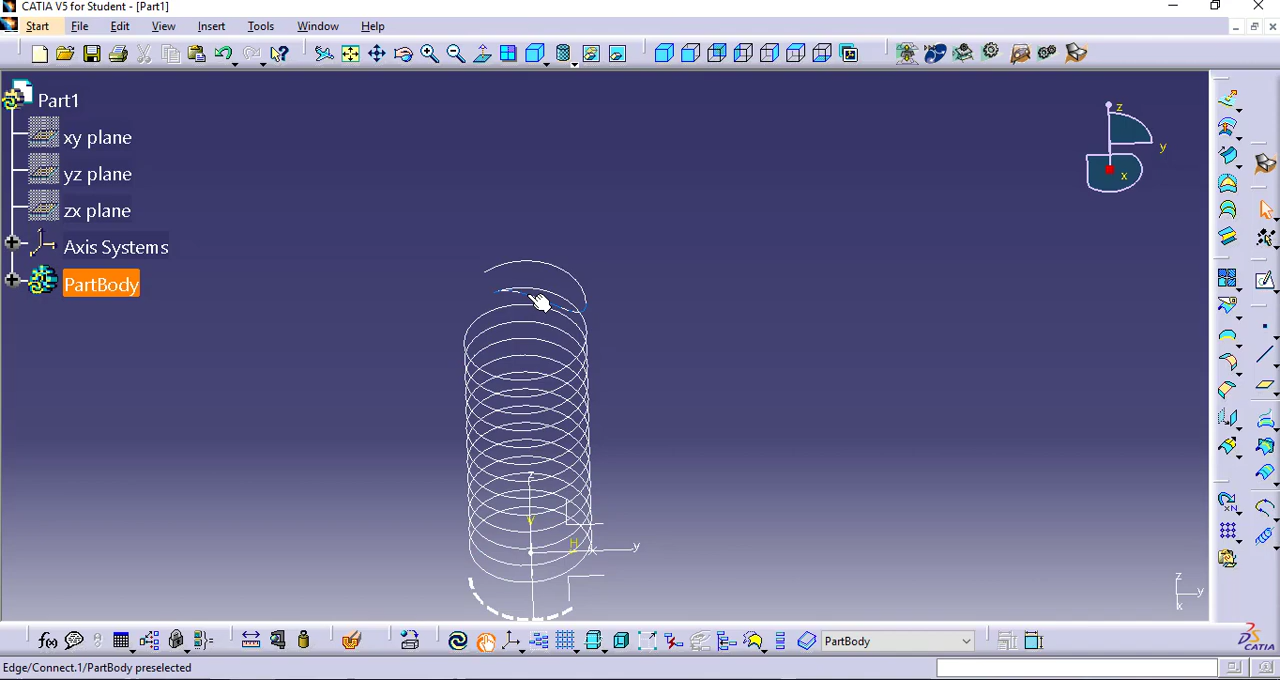 CATIA V5 for Student - [Part1]
Start File Edit View Insert Tools Window Help
Part1
xy plane
yz plane
zx plane
Axis Systems
PartBody
z
y
x
z
V
H
x
y
z
y
x
f(x)
PartBody
XN
CATIA
Edge/Connect.1/PartBody preselected